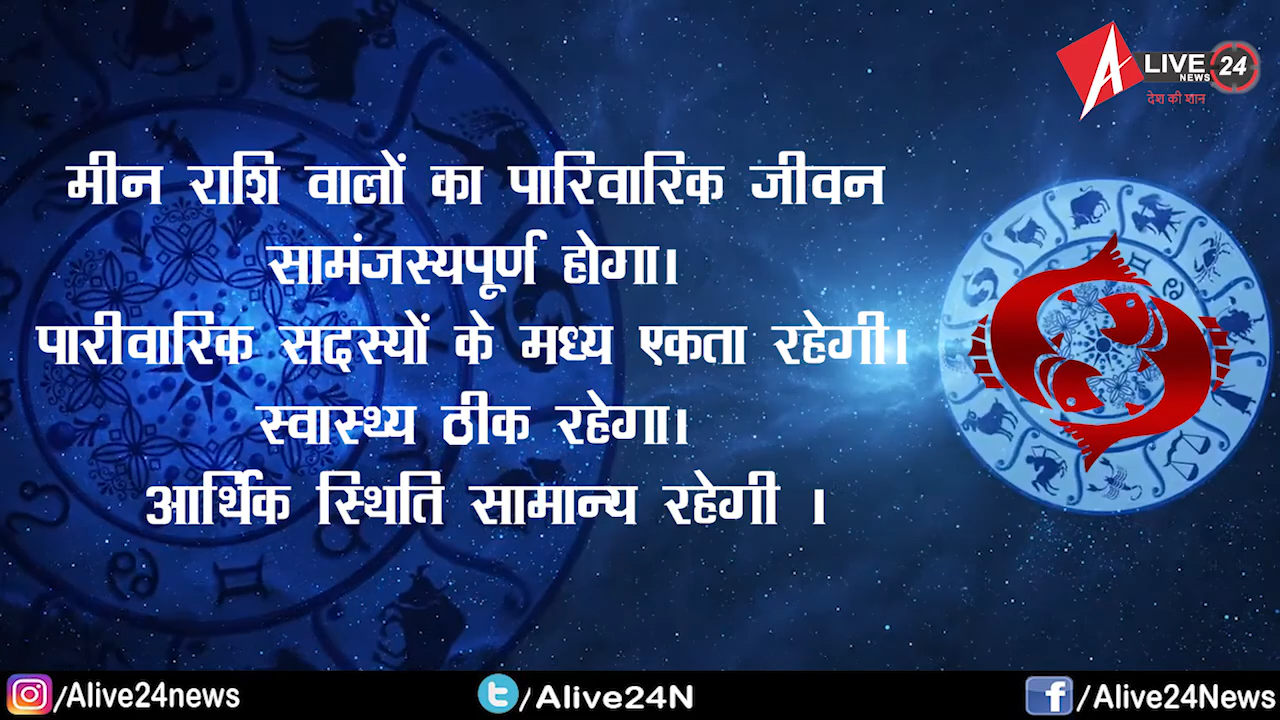 A LIVE 24
NEWS
देश की शान
मीन राशि वालों का पारिवारिक जीवन
सामंजस्यपूर्ण होगा।
पारीवारिक सदस्यों के मध्य एकता रहेगी।
स्वास्थ्य ठीक रहेगा।
आर्थिक स्थिति सामान्य रहेगी ।
/Alive24news
/Alive24N
/Alive24News